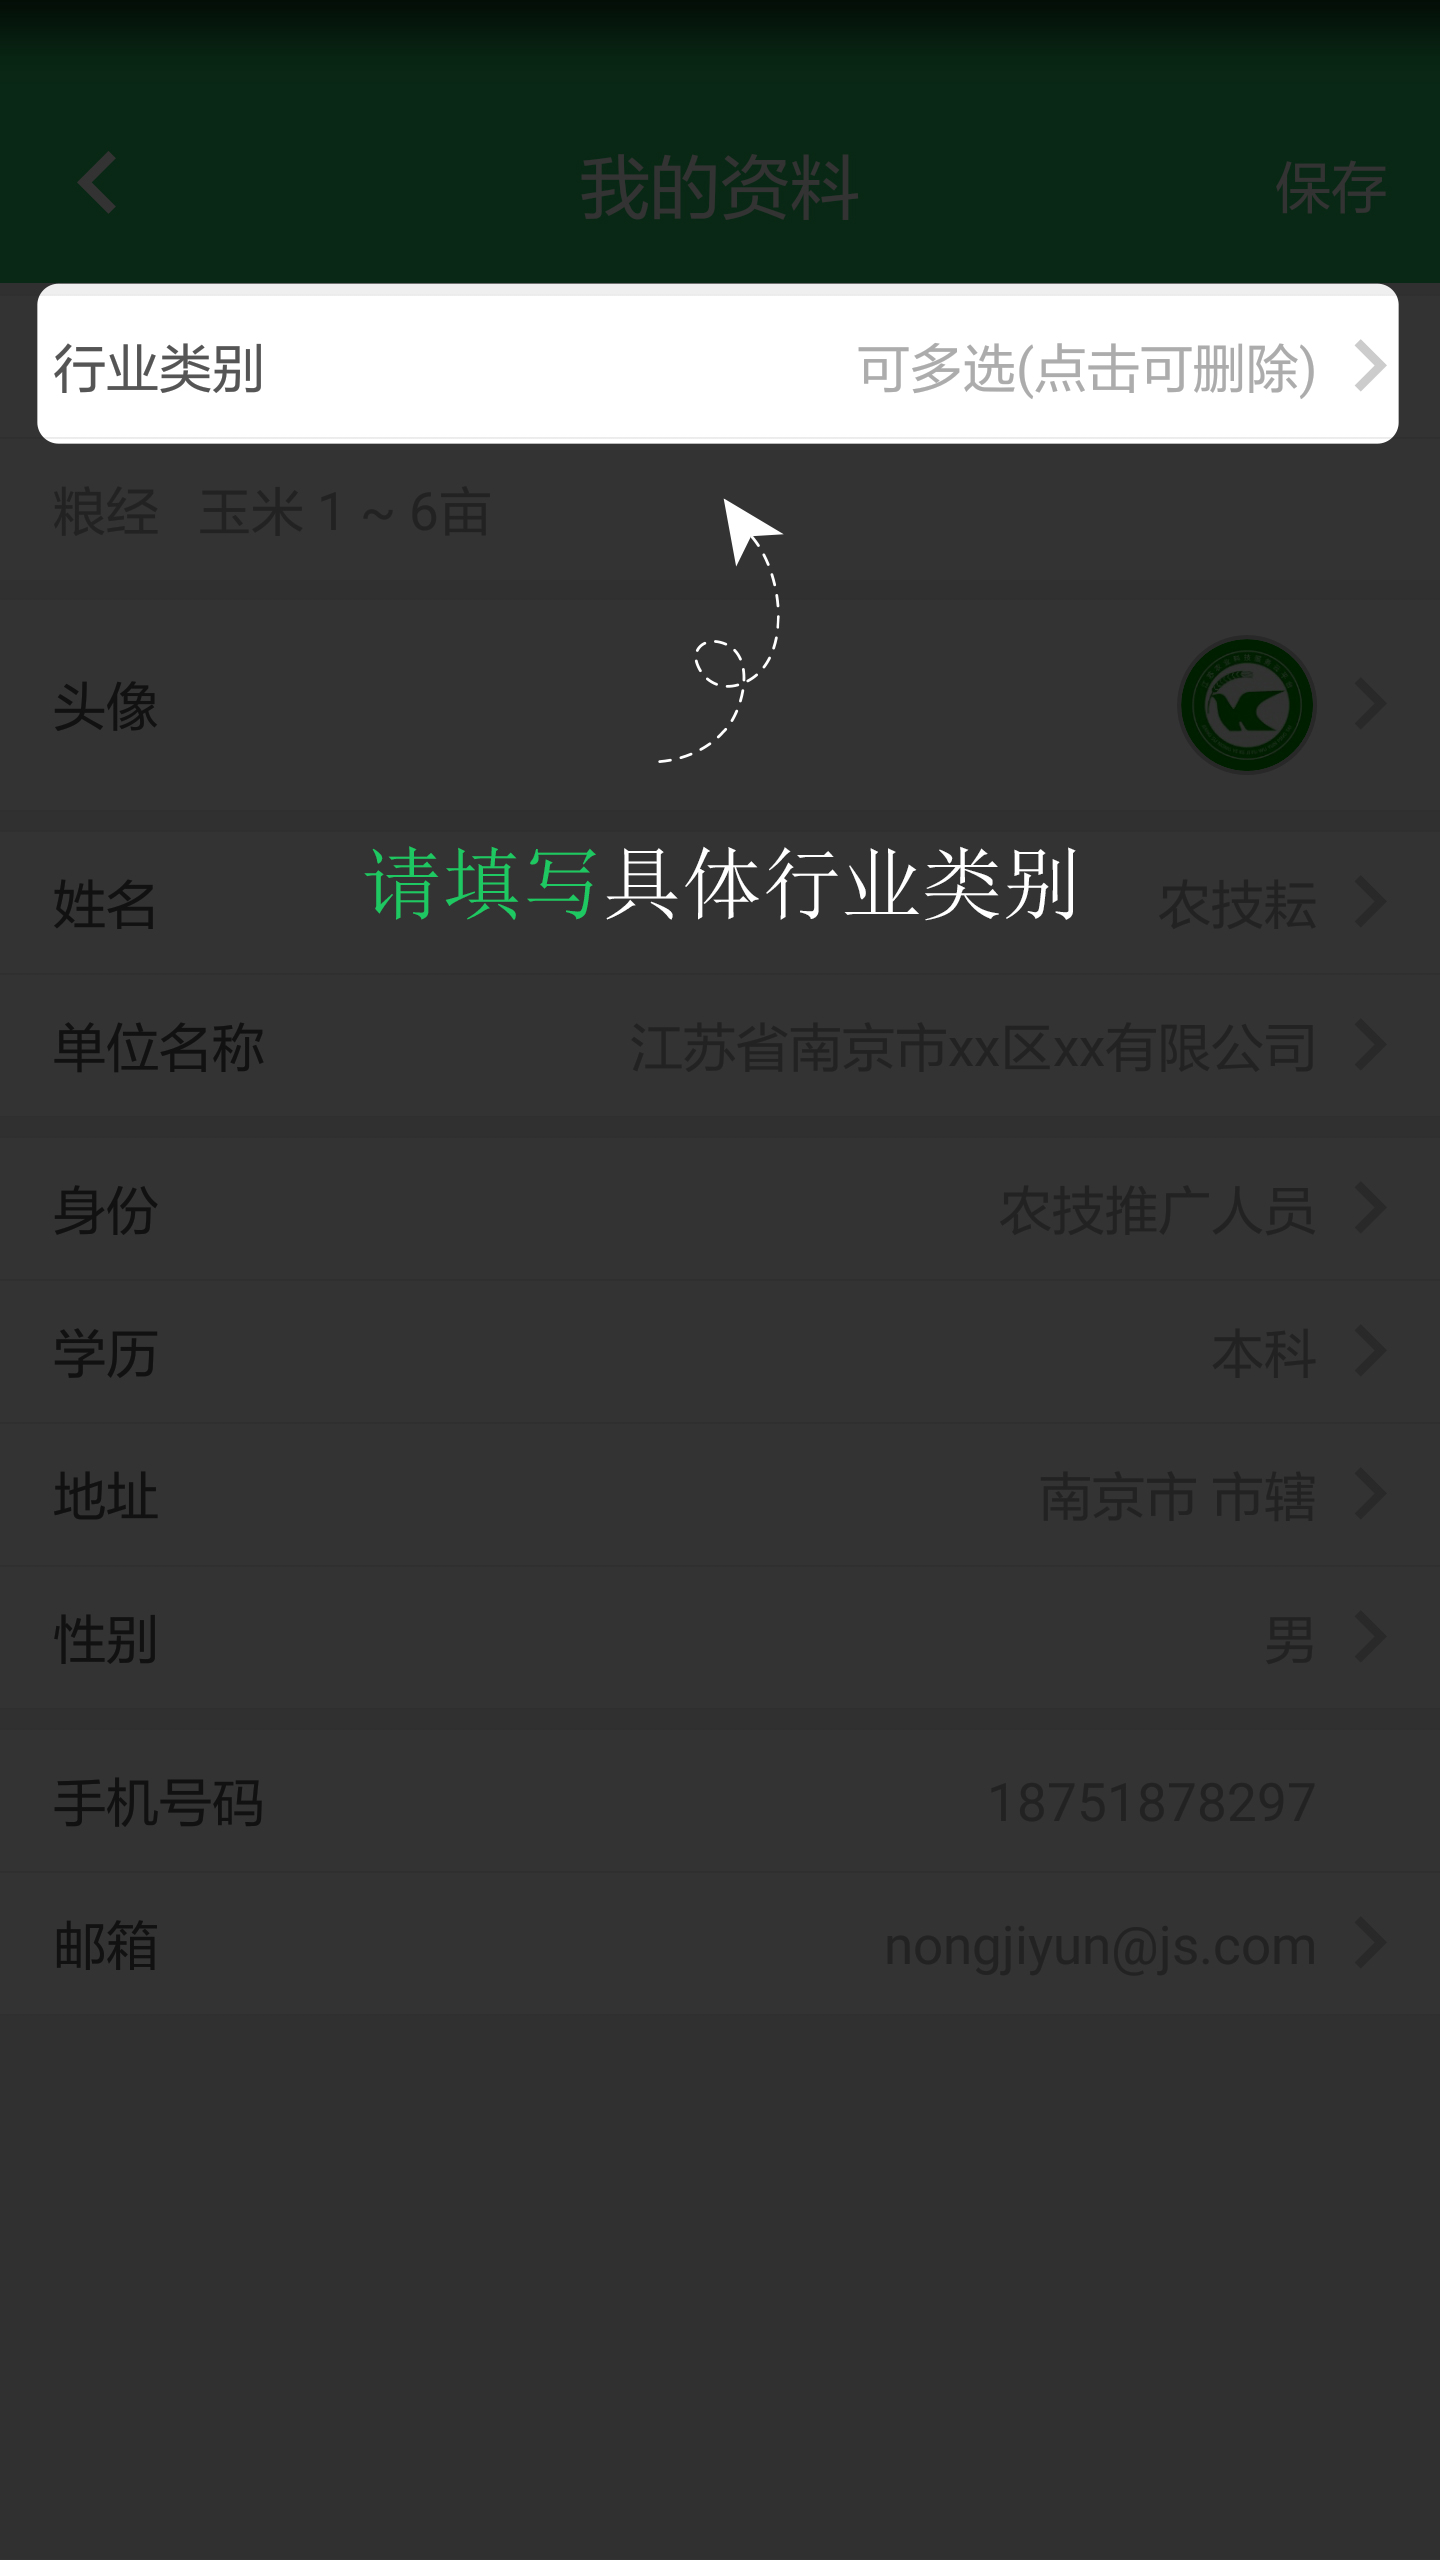 我的资料
保存
行业类别 可多选(点击可删除)
粮经 玉米 1 ~ 6亩
头像
请填写具体行业类别
姓名 农技耘
单位名称 江苏省南京市xx区xx有限公司
身份 农技推广人员
学历 本科
地址 南京市 市辖
性别 男
手机号码 18751878297
邮箱 nongjiyun@js.com